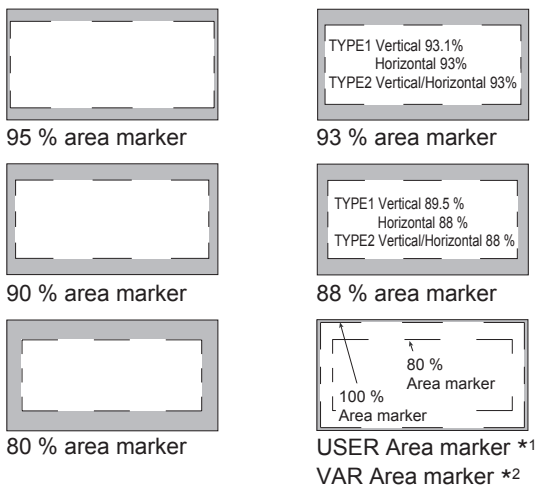 95 % area marker
TYPE1 Vertical 93.1%
Horizontal 93%
TYPE2 Vertical/Horizontal 93%
93 % area marker
90 % area marker
TYPE1 Vertical 89.5 %
Horizontal 88 %
TYPE2 Vertical/Horizontal 88 %
88 % area marker
80 % area marker
80 %
Area marker
100 %
Area marker
USER Area marker *1
VAR Area marker *2